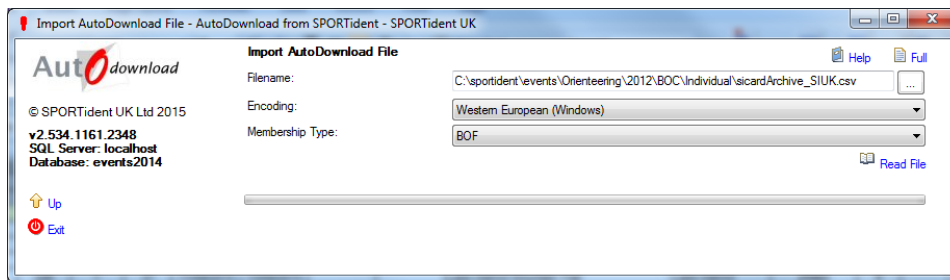 Import AutoDownload File - AutoDownload from SPORTident - SPORTident UK
AutOdownload
Import AutoDownload File
Help
Full
Filename:
C:\sportident\events\Orienteering\2012\BOC\Individual\sicardArchive_SIUK.csv
...
© SPORTident UK Ltd 2015
Encoding:
Western European (Windows)
v2.534.1161.2348
Membership Type:
BOF
SQL Server: localhost
Database: events2014
Read File
Up
Exit